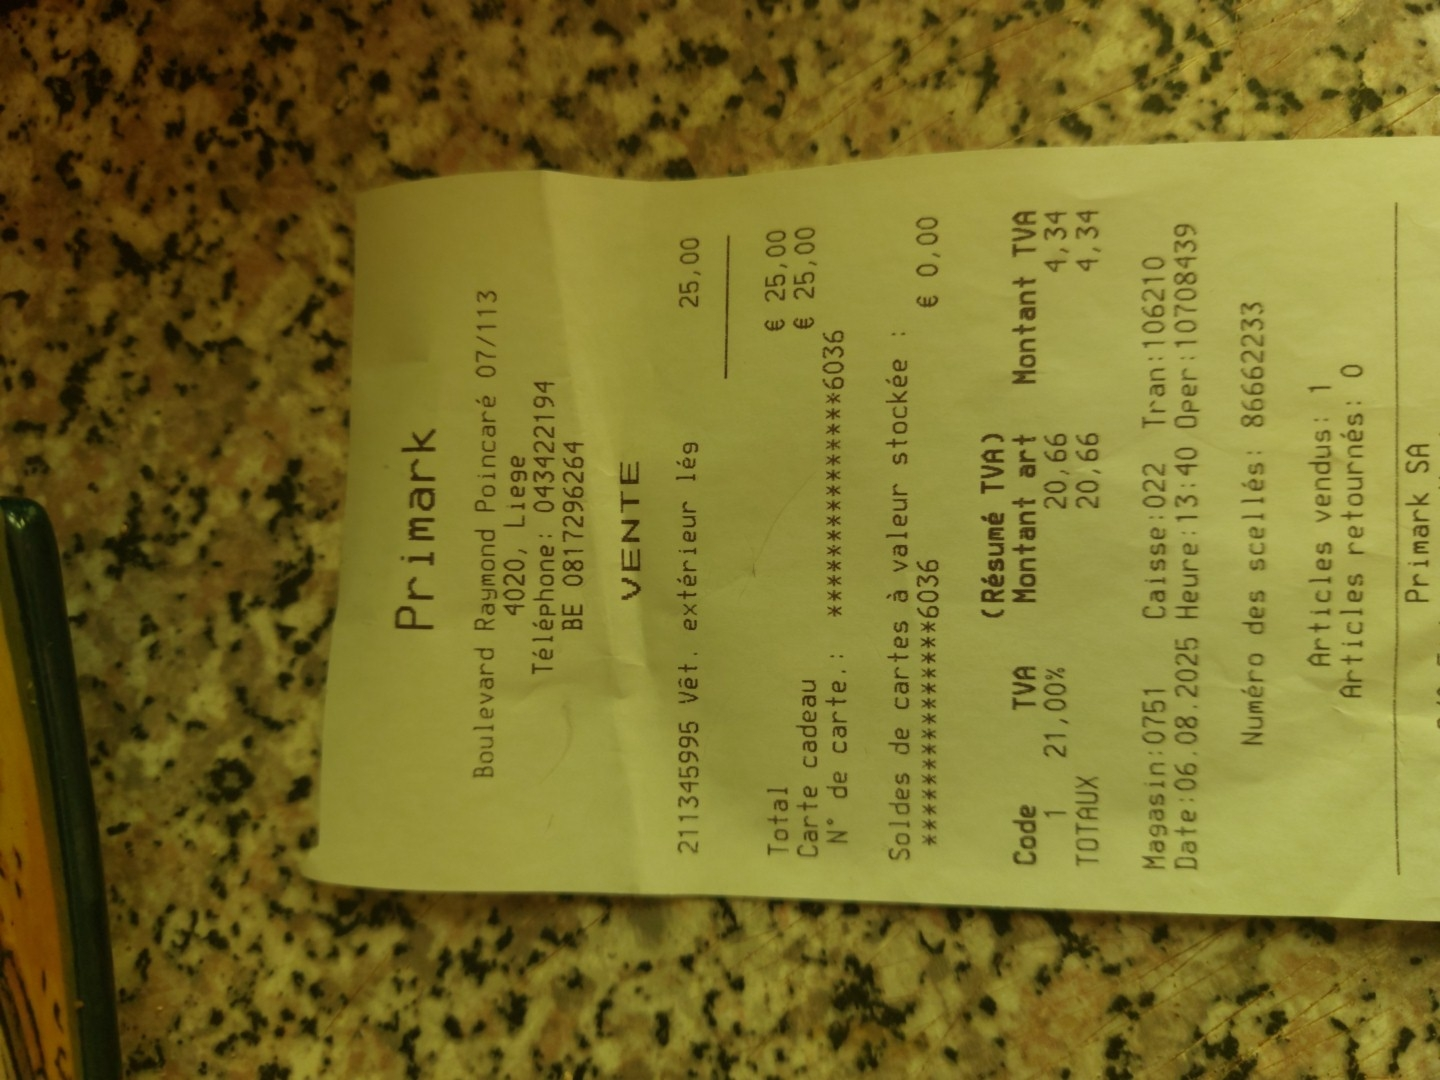 Primark
Boulevard Raymond Poincaré 07/113
4020, Liege
Téléphone: 043422194
BE 0817296264
VENTE
211345995 Vêt. extérieur lég 25,00
Total € 25,00
Carte cadeau € 25,00
N° de carte.: ******************6036
Soldes de cartes à valeur stockée :
******************6036 € 0,00
(Résumé TVA)
Code TVA Montant art Montant TVA
1 21,00% 20,66 4,34
TOTAUX 20,66 4,34
Magasin:0751 Caisse:022 Tran:106210
Date:06.08.2025 Heure:13:40 Oper:10708439
Numéro des scellés: 86662233
Articles vendus: 1
Articles retournés: 0
Primark SA